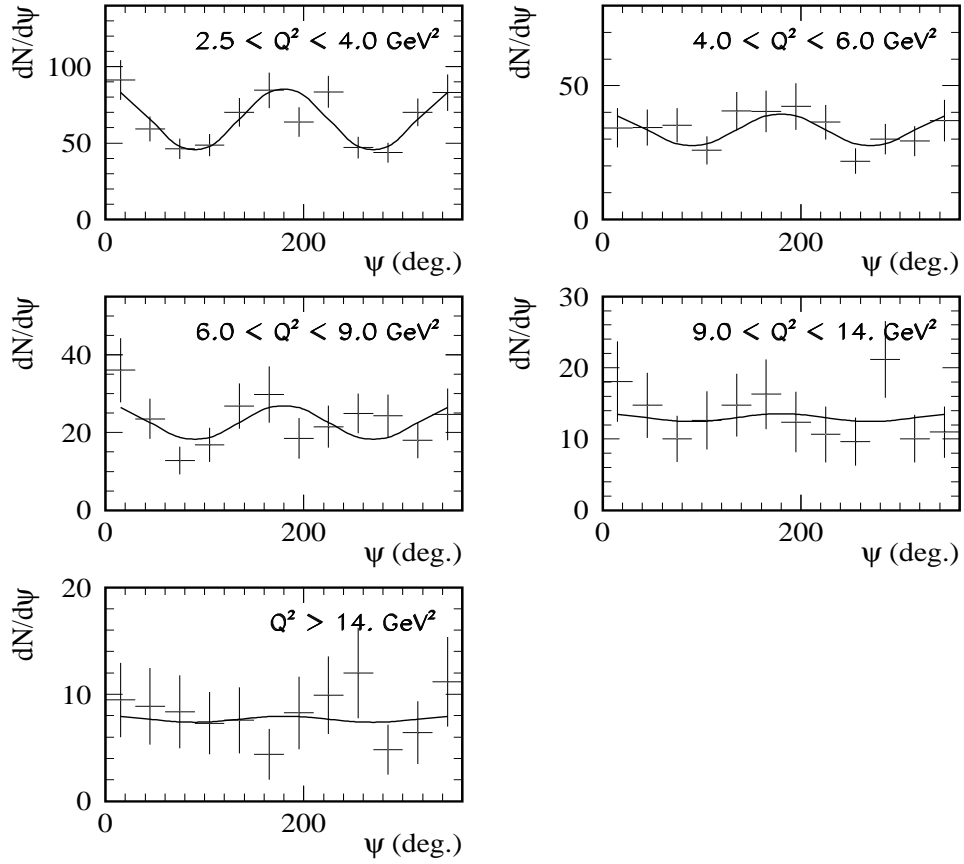 dN/dψ
2.5 < Q² < 4.0 GeV²
100
50
0
0
200
ψ (deg.)
dN/dψ
4.0 < Q² < 6.0 GeV²
50
0
0
200
ψ (deg.)
dN/dψ
6.0 < Q² < 9.0 GeV²
40
20
0
0
200
ψ (deg.)
dN/dψ
9.0 < Q² < 14. GeV²
30
20
10
0
0
200
ψ (deg.)
dN/dψ
Q² > 14. GeV²
20
10
0
0
200
ψ (deg.)